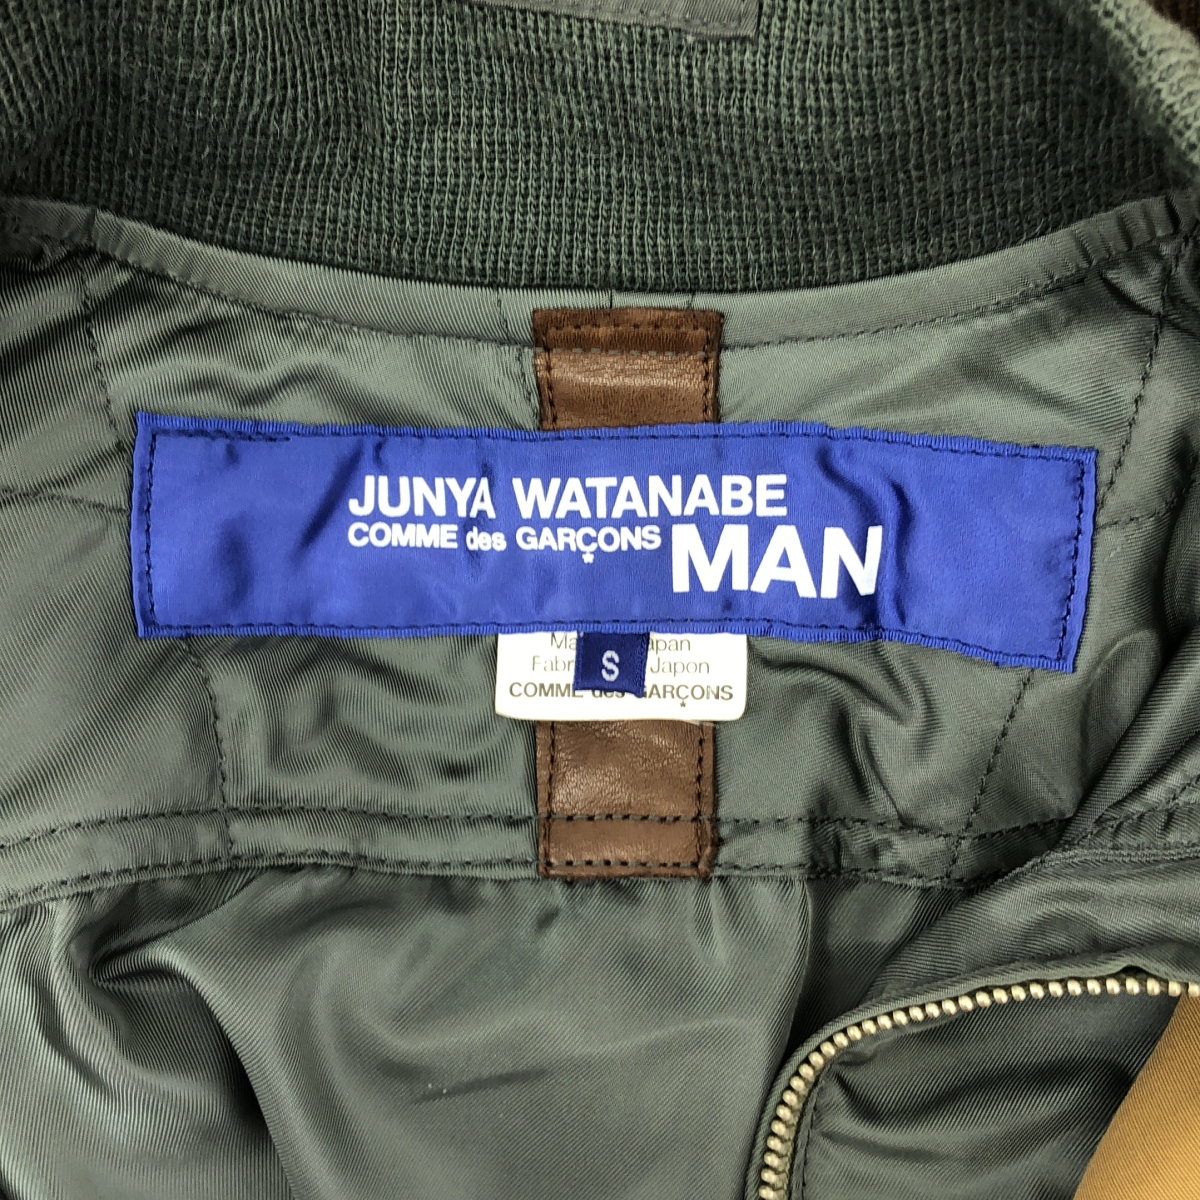 JUNYA WATANABE
COMME des GARÇONS MAN
S
Japon
COMME des GARÇONS